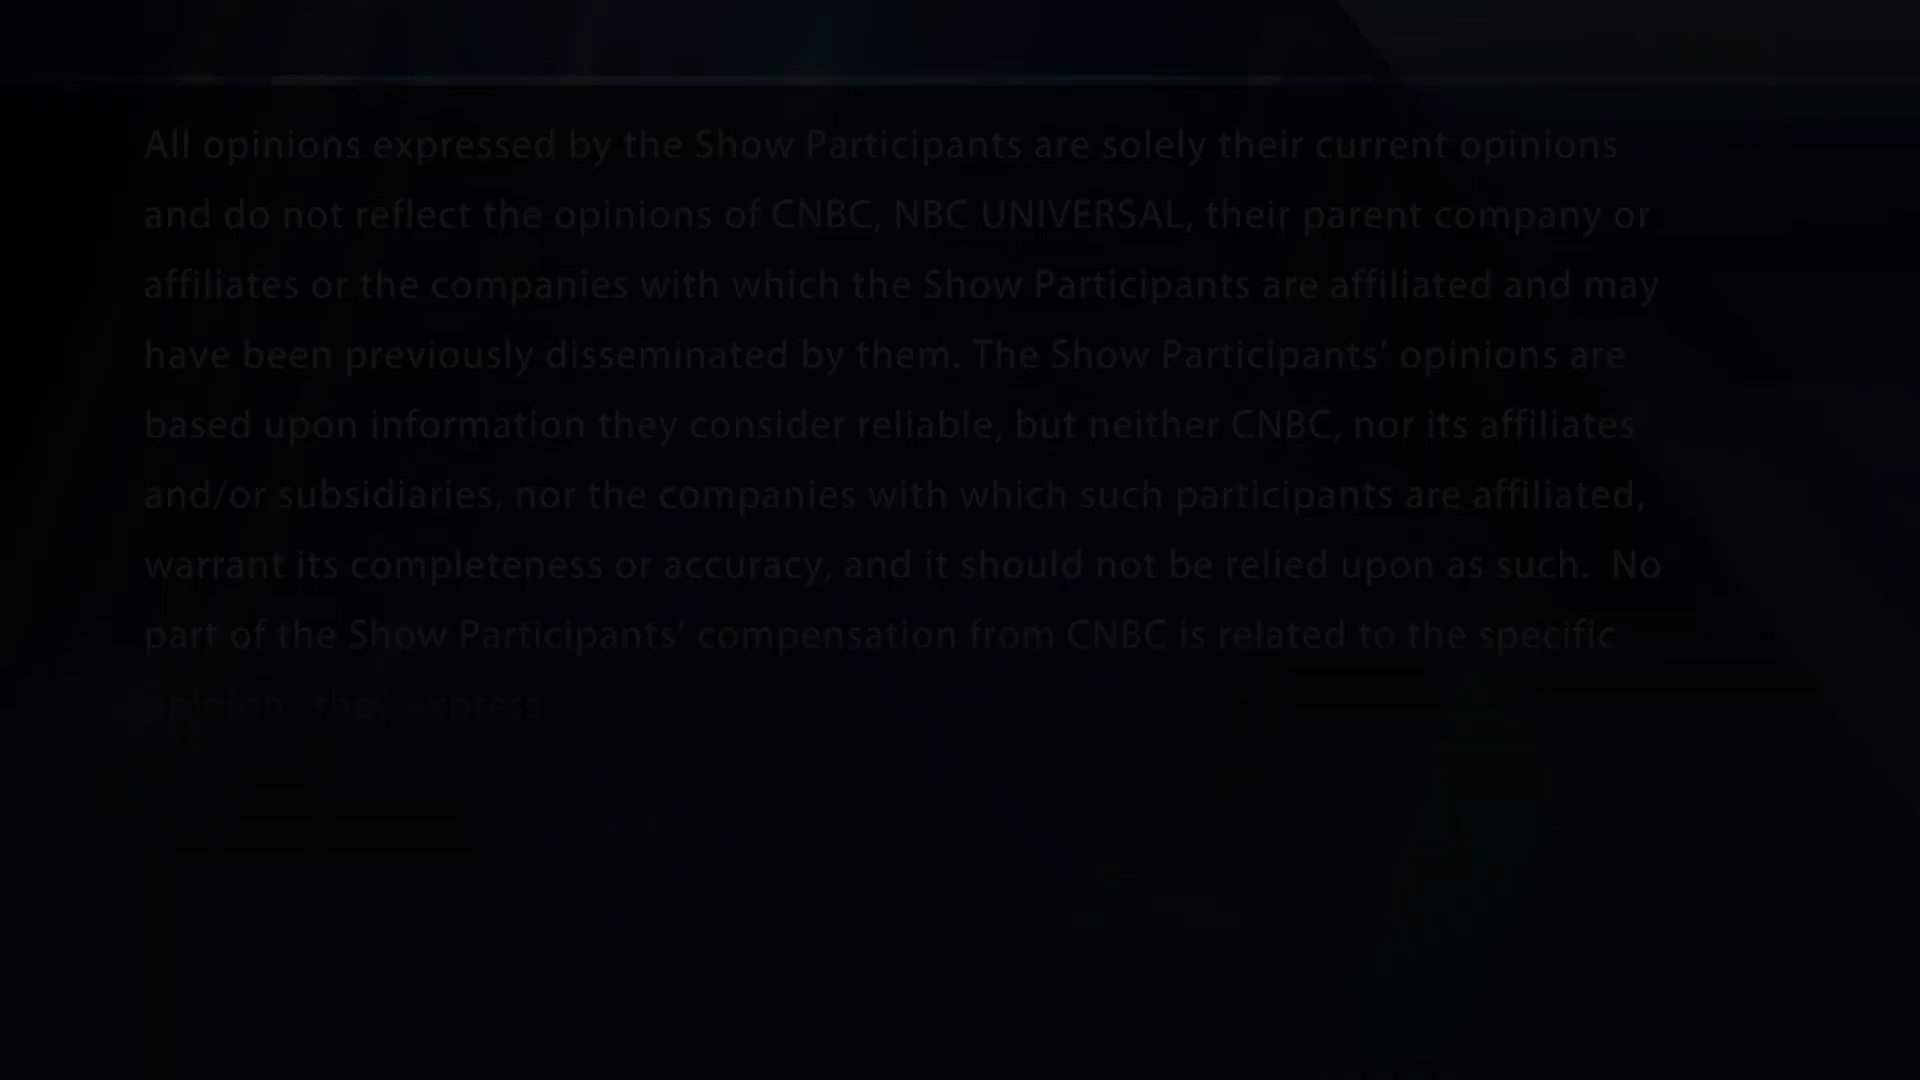 All opinions expressed by the Show Participants are solely their current opinions
and do not reflect the opinions of CNBC, NBC UNIVERSAL, their parent company or
affiliates or the companies with which the Show Participants are affiliated and may
have been previously disseminated by them. The Show Participants’ opinions are
based upon information they consider reliable, but neither CNBC, nor its affiliates
and/or subsidiaries, nor the companies with which such participants are affiliated,
warrant its completeness or accuracy, and it should not be relied upon as such.  No
part of the Show Participants’ compensation from CNBC is related to the specific
opinions they express